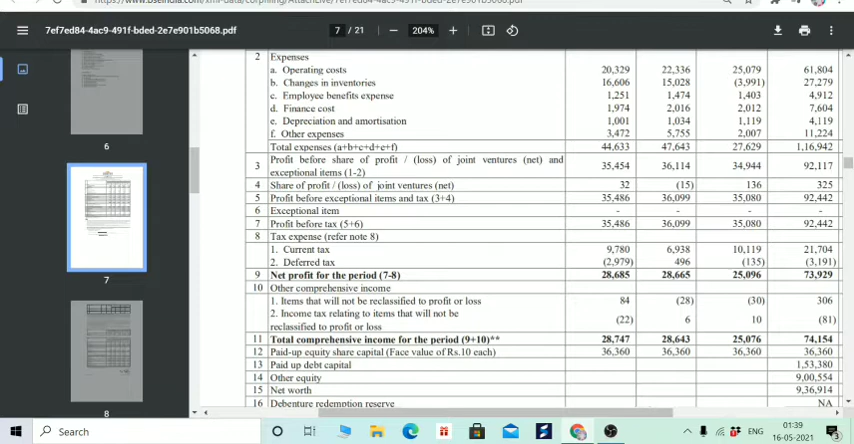 https://www.bseindia.com/xml-data/corpfiling/AttachLive/7ef7ed84-4ac9-491f-bded-2e7e901b5068.pdf
7ef7ed84-4ac9-491f-bded-2e7e901b5068.pdf 7 / 21 — 204% +
6
7
8
2 Expenses
a. Operating costs 20,329 22,336 25,079 61,804
b. Changes in inventories 16,606 15,028 (3,991) 27,279
c. Employee benefits expense 1,251 1,474 1,403 4,912
d. Finance cost 1,974 2,016 2,012 7,604
e. Depreciation and amortisation 1,001 1,034 1,119 4,119
f. Other expenses 3,472 5,755 2,007 11,224
Total expenses (a+b+c+d+e+f) 44,633 47,643 27,629 1,16,942
3 Profit before share of profit / (loss) of joint ventures (net) and
exceptional items (1-2) 35,454 36,114 34,944 92,117
4 Share of profit / (loss) of joint ventures (net) 32 (15) 136 325
5 Profit before exceptional items and tax (3+4) 35,486 36,099 35,080 92,442
6 Exceptional item - - - -
7 Profit before tax (5+6) 35,486 36,099 35,080 92,442
8 Tax expense (refer note 8)
1. Current tax 9,780 6,938 10,119 21,704
2. Deferred tax (2,979) 496 (135) (3,191)
9 Net profit for the period (7-8) 28,685 28,665 25,096 73,929
10 Other comprehensive income
1. Items that will not be reclassified to profit or loss 84 (28) (30) 306
2. Income tax relating to items that will not be
reclassified to profit or loss (22) 6 10 (81)
11 Total comprehensive income for the period (9+10)** 28,747 28,643 25,076 74,154
12 Paid-up equity share capital (Face value of Rs.10 each) 36,360 36,360 36,360 36,360
13 Paid up debt capital 1,53,380
14 Other equity 9,00,554
15 Net worth 9,36,914
16 Debenture redemption reserve NA
Search
ENG
01:39
16-05-2021
3